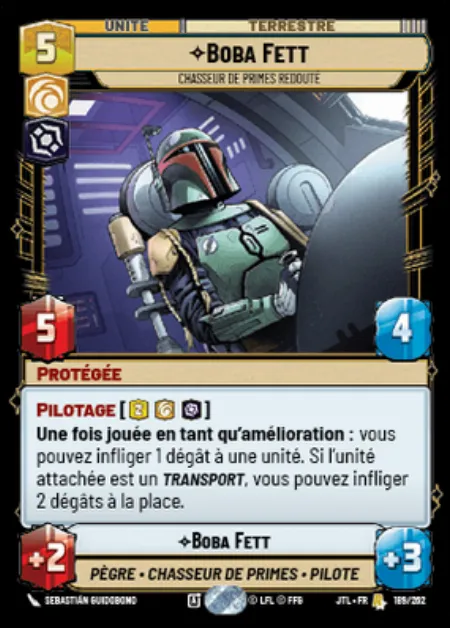 UNITÉ TERRESTRE
5 ✧BOBA FETT
CHASSEUR DE PRIMES REDOUTÉ
5 4
PROTÉGÉE
PILOTAGE [ 2 ]
Une fois jouée en tant qu'amélioration : vous
pouvez infliger 1 dégât à une unité. Si l'unité
attachée est un TRANSPORT, vous pouvez infliger
2 dégâts à la place.
✧BOBA FETT
+2 +3
PÈGRE • CHASSEUR DE PRIMES • PILOTE
SEBASTIÁN GUIDOBONO A © LFL © FFG JTL • FR 189/262